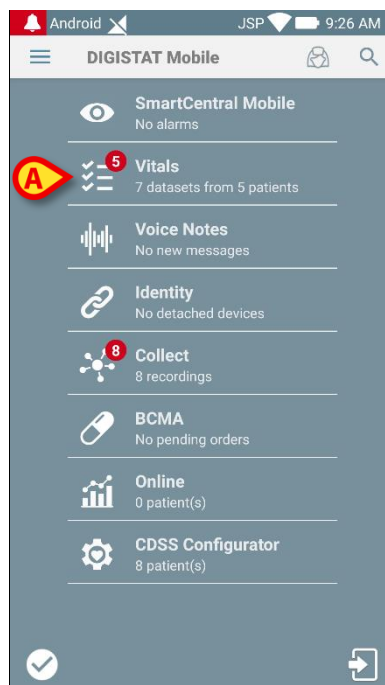 Android JSP 9:26 AM
DIGISTAT Mobile
SmartCentral Mobile
No alarms
A
5
Vitals
7 datasets from 5 patients
Voice Notes
No new messages
Identity
No detached devices
8
Collect
8 recordings
BCMA
No pending orders
Online
0 patient(s)
CDSS Configurator
8 patient(s)